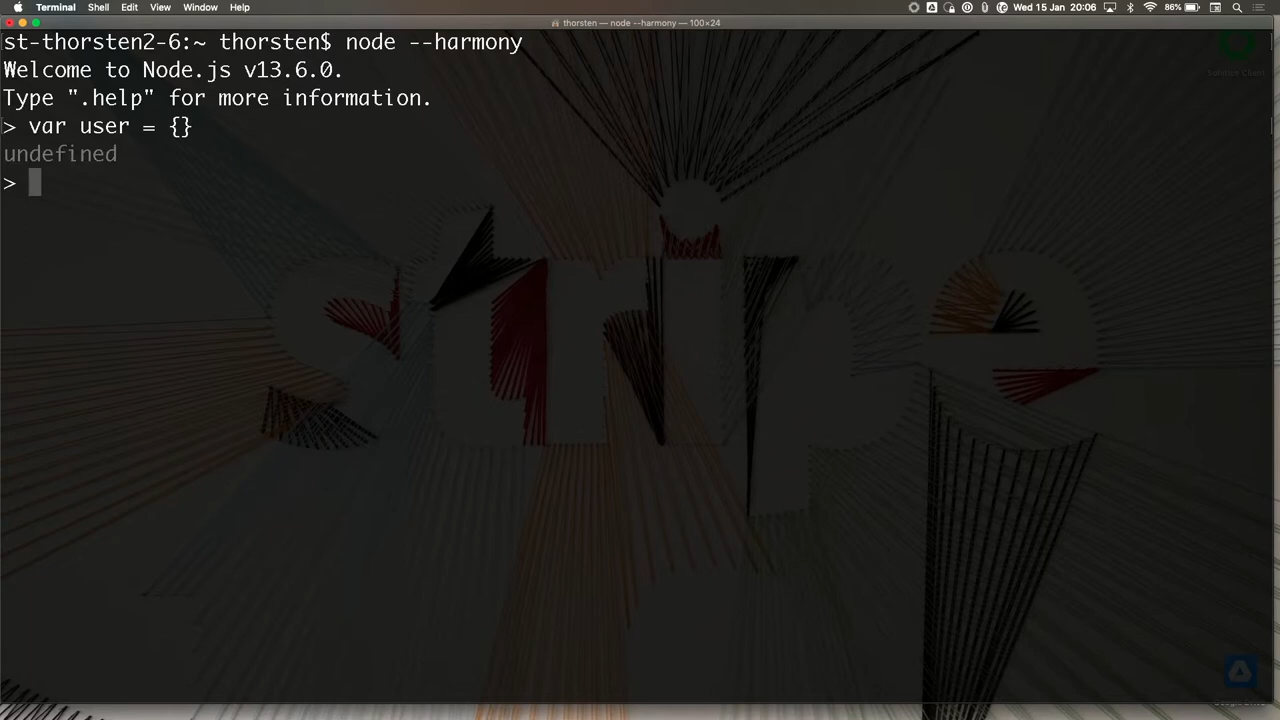 Terminal Shell Edit View Window Help Wed 15 Jan 20:06 86%
thorsten — node --harmony — 100×24
st-thorsten2-6:~ thorsten$ node --harmony
Welcome to Node.js v13.6.0.
Type ".help" for more information.
> var user = {}
undefined
>
stripe